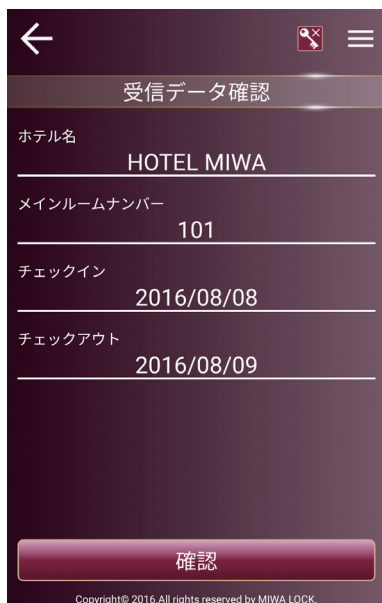 受信データ確認
ホテル名
HOTEL MIWA
メインルームナンバー
101
チェックイン
2016/08/08
チェックアウト
2016/08/09
確認
Copyright© 2016.All rights reserved by MIWA LOCK.